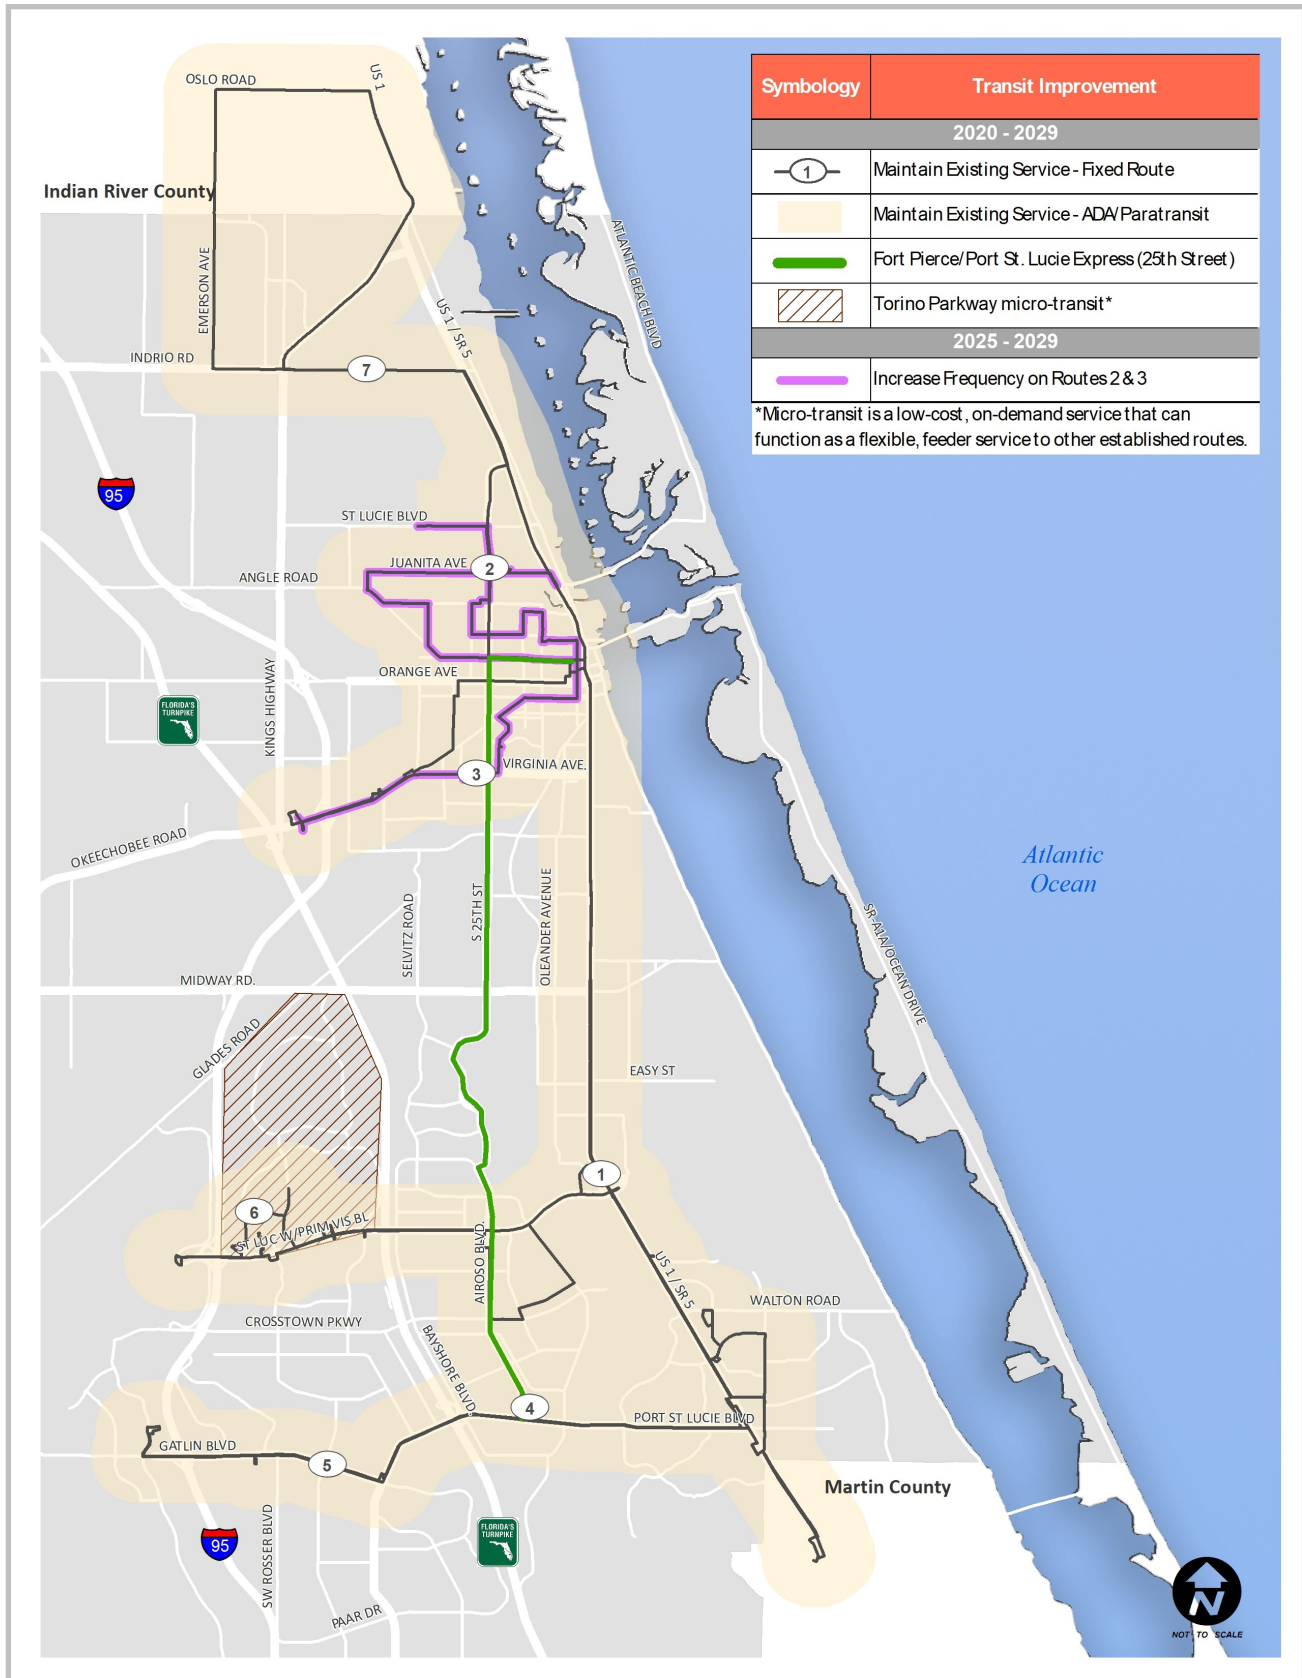 OSLO ROAD
US 1
Symbology
Transit Improvement
2020 - 2029
1
Maintain Existing Service - Fixed Route
Maintain Existing Service - ADA/Paratransit
Fort Pierce/Port St. Lucie Express (25th Street)
Torino Parkway micro-transit*
2025 - 2029
Increase Frequency on Routes 2 & 3
*Micro-transit is a low-cost, on-demand service that can
function as a flexible, feeder service to other established routes.
Indian River County
ATLANTIC BEACH BLVD
EMERSON AVE
US 1 / SR 5
INDRIO RD
7
95
ST LUCIE BLVD
JUANITA AVE
2
ANGLE ROAD
ORANGE AVE
KINGS HIGHWAY
FLORIDA'S
TURNPIKE
VIRGINIA AVE.
3
OKEECHOBEE ROAD
Atlantic
Ocean
S 25TH ST
SELVITZ ROAD
OLEANDER AVENUE
SR-A1A/OCEAN DRIVE
MIDWAY RD.
GLADES ROAD
EASY ST
1
6
ST LUC W/PRIM VIS BL
AIROSO BLVD.
US 1 / SR 5
WALTON ROAD
CROSSTOWN PKWY
BAYSHORE BLVD.
4
PORT ST LUCIE BLVD
GATLIN BLVD
5
Martin County
SW ROSSER BLVD
95
FLORIDA'S
TURNPIKE
PAAR DR
N
NOT TO SCALE